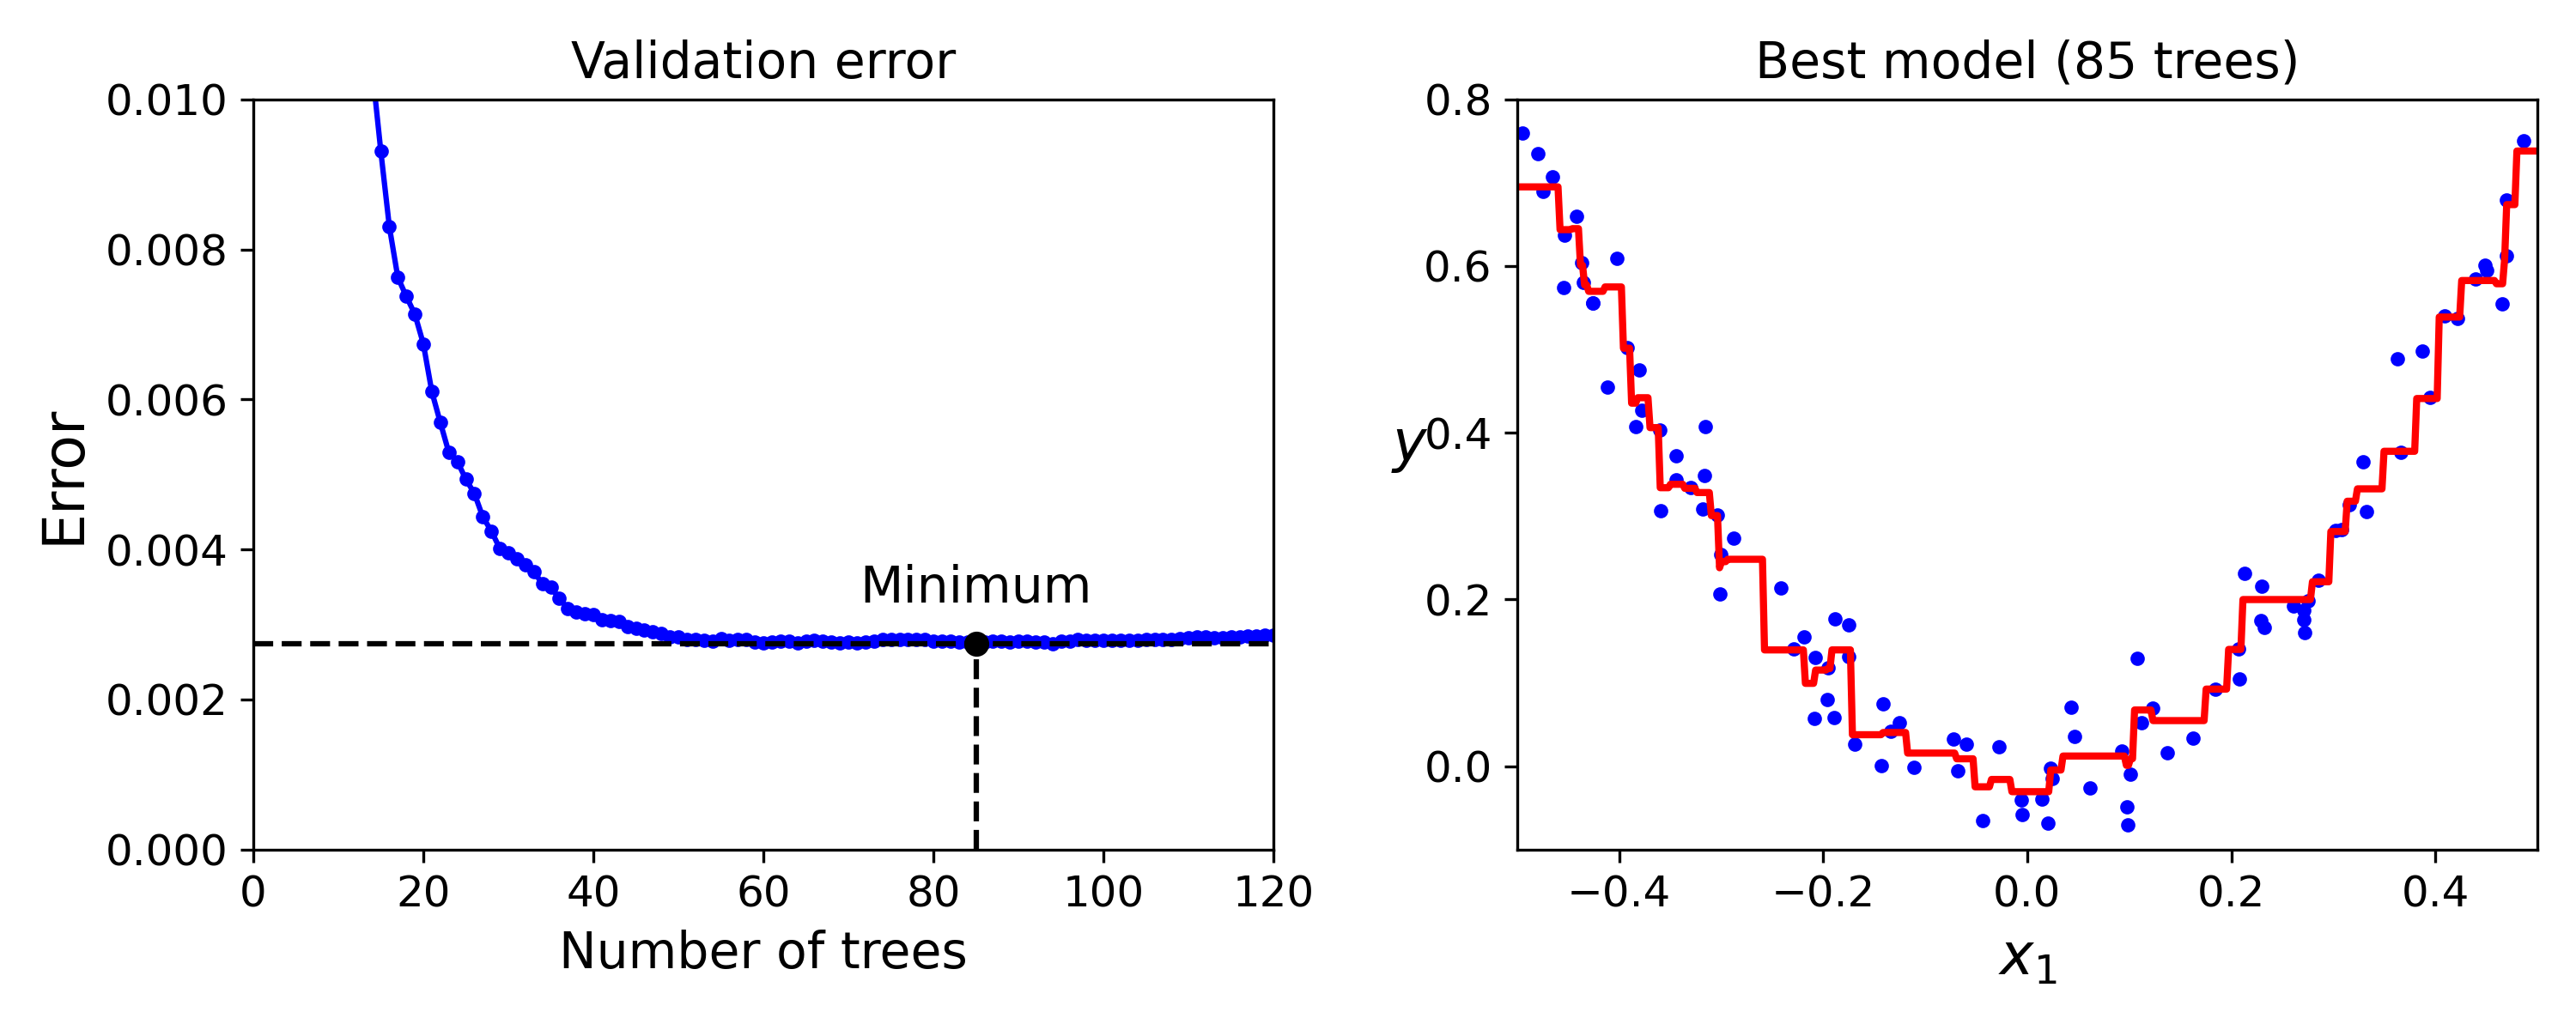 Validation error
0.010
0.008
0.006
0.004
0.002
0.000
Error
Minimum
0 20 40 60 80 100 120
Number of trees
Best model (85 trees)
0.8
0.6
0.4
0.2
0.0
y
−0.4 −0.2 0.0 0.2 0.4
x₁